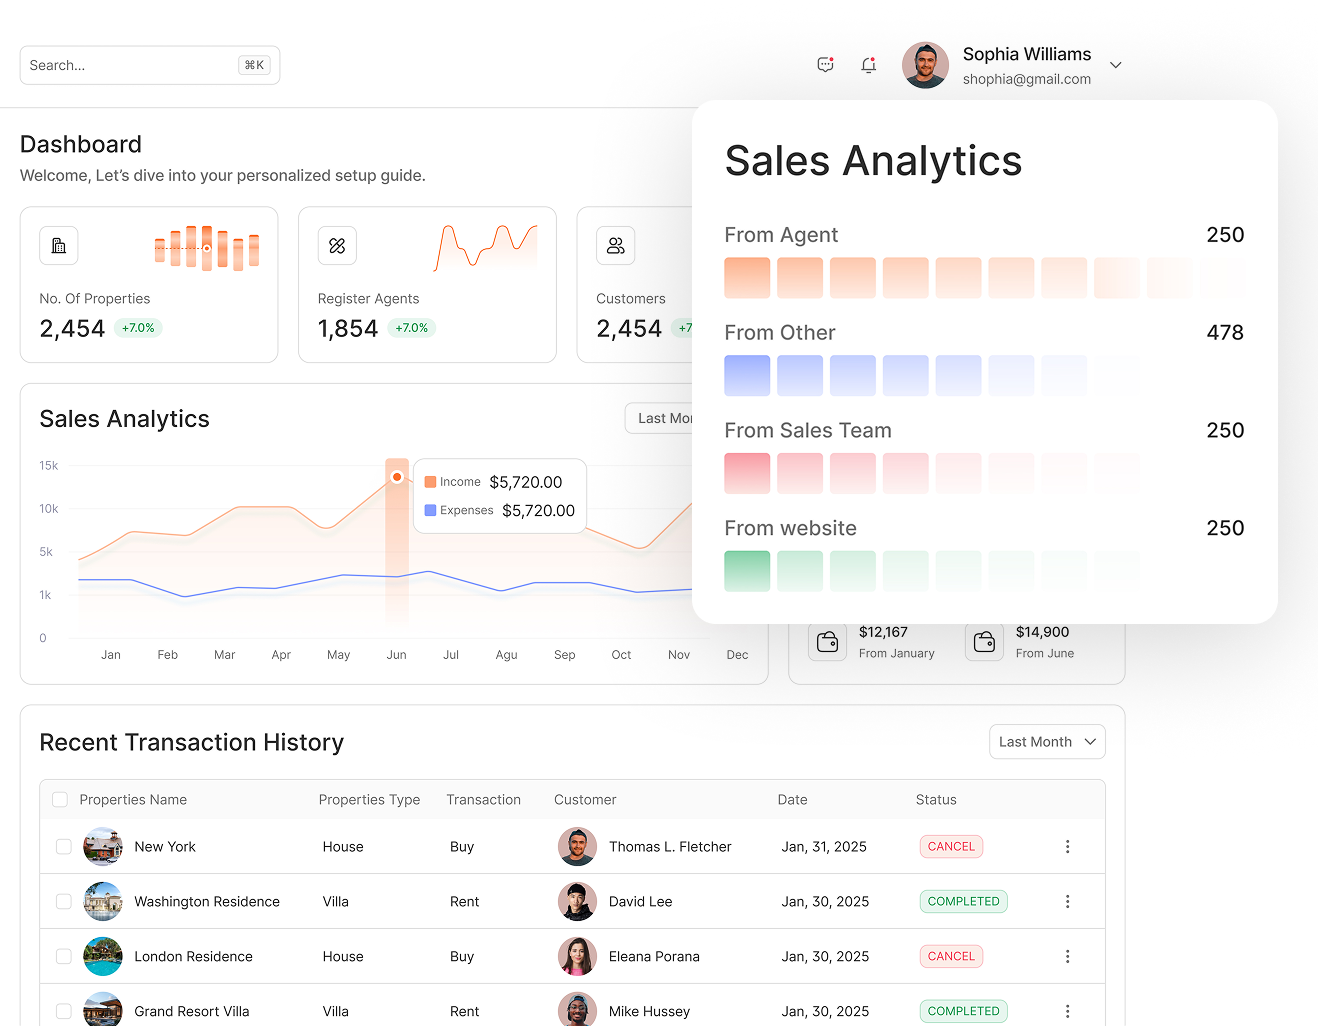 Search...
⌘K
Sophia Williams
shophia@gmail.com
Dashboard
Welcome, Let’s dive into your personalized setup guide.
No. Of Properties
2,454 +7.0%
Register Agents
1,854 +7.0%
Customers
2,454 +7
Sales Analytics
From Agent 250
From Other 478
From Sales Team 250
From website 250
Sales Analytics
Last Mon
15k
10k
5k
1k
0
Income $5,720.00
Expenses $5,720.00
Jan Feb Mar Apr May Jun Jul Agu Sep Oct Nov Dec
$12,167
From January
$14,900
From June
Recent Transaction History
Last Month
Properties Name Properties Type Transaction Customer Date Status
New York House Buy Thomas L. Fletcher Jan, 31, 2025 CANCEL
Washington Residence Villa Rent David Lee Jan, 30, 2025 COMPLETED
London Residence House Buy Eleana Porana Jan, 30, 2025 CANCEL
Grand Resort Villa Villa Rent Mike Hussey Jan, 30, 2025 COMPLETED